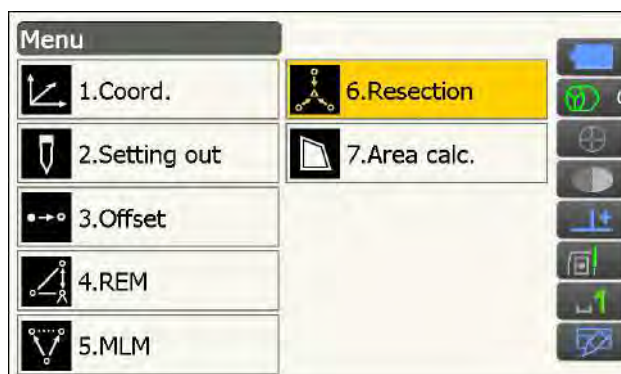 Menu
1.Coord.
2.Setting out
3.Offset
4.REM
5.MLM
6.Resection
7.Area calc.